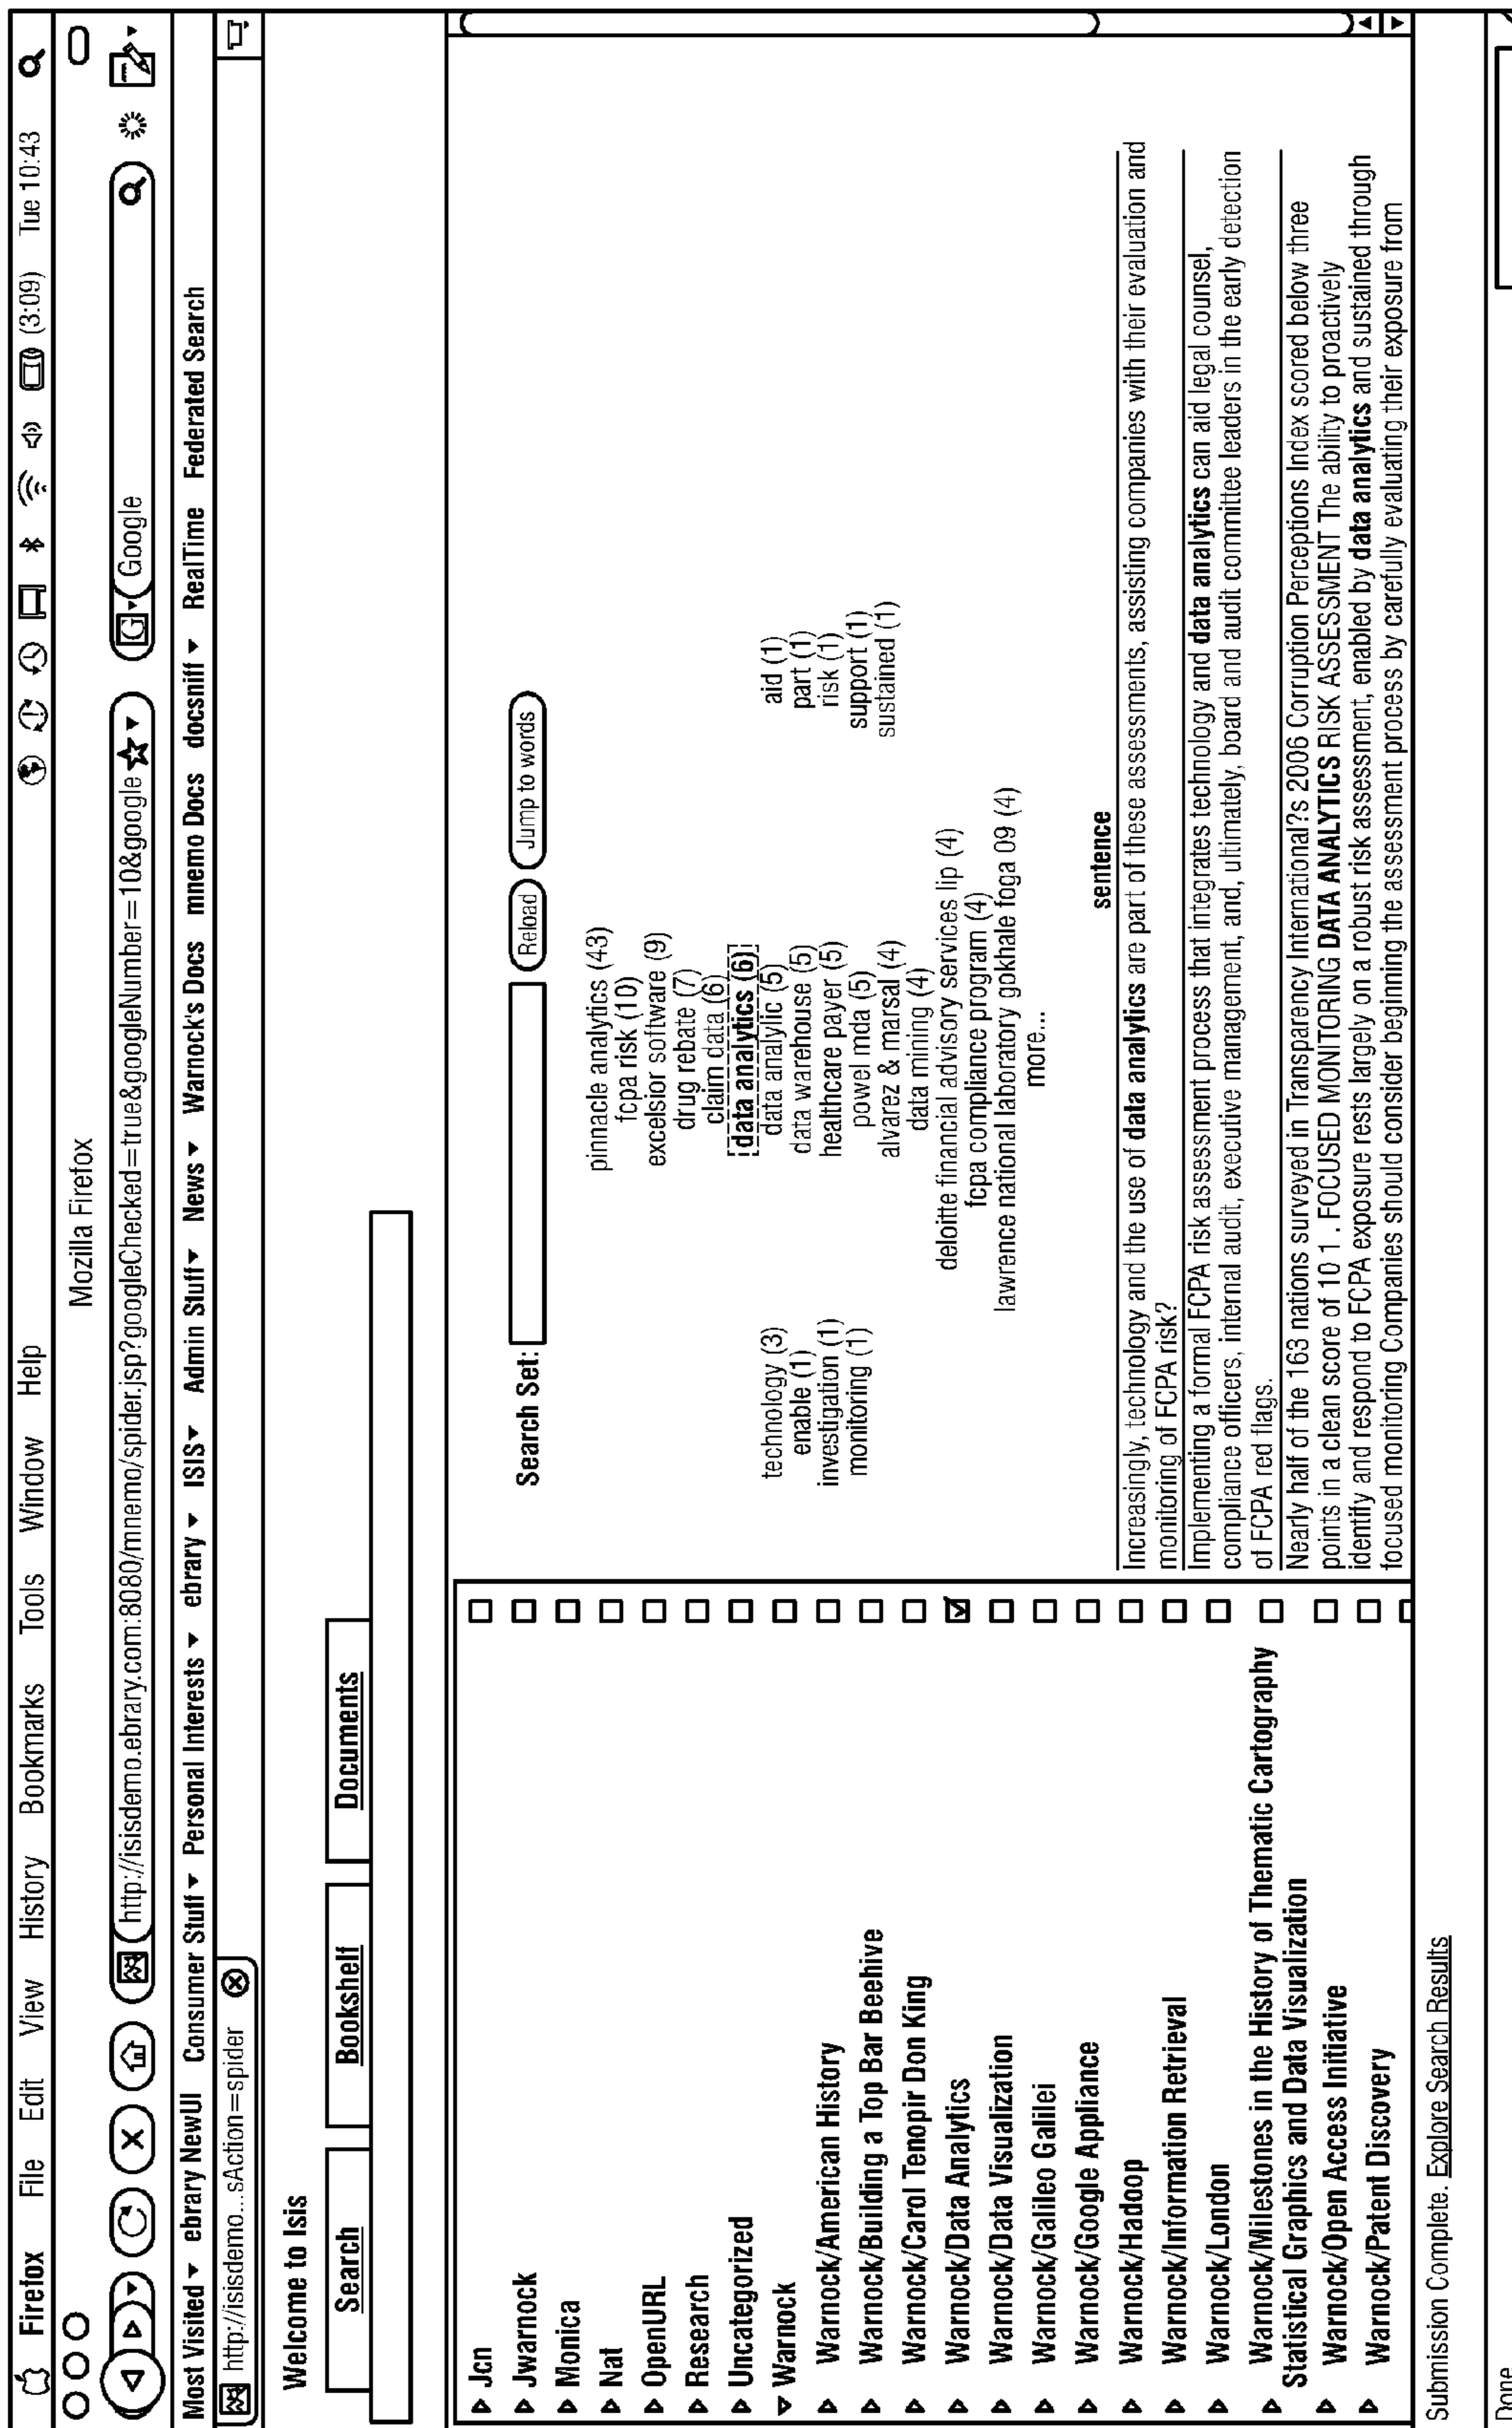 Firefox File Edit View History Bookmarks Tools Window Help (3:09) Tue 10:43
Mozilla Firefox
http://isisdemo.ebrary.com:8080/mnemo/spider.jsp?googleChecked=true&googleNumber=10&google G Google
Most Visited ebrary NewUI Consumer Stuff Personal Interests ebrary ISIS Admin Stuff News Warnock's Docs mnemo Docs docsniff RealTime Federated Search
http://isisdemo...sAction=spider
Welcome to Isis
Search Bookshelf Documents
Jcn
Jwarnock
Monica
Nat
OpenURL
Research
Uncategorized
Warnock
Warnock/American History
Warnock/Building a Top Bar Beehive
Warnock/Carol Tenopir Don King
Warnock/Data Analytics
Warnock/Data Visualization
Warnock/Galileo Galilei
Warnock/Google Appliance
Warnock/Hadoop
Warnock/Information Retrieval
Warnock/London
Warnock/Milestones in the History of Thematic Cartography
Statistical Graphics and Data Visualization
Warnock/Open Access Initiative
Warnock/Patent Discovery
Search Set: Reload Jump to words
pinnacle analytics (43)
fcpa risk (10)
excelsior software (9)
drug rebate (7)
claim data (6)
data analytics (6)
technology (3) data analylic (5) aid (1)
enable (1) data warehouse (5) part (1)
investigation (1) healthcare payer (5) risk (1)
monitoring (1) powel mda (5) support (1)
alvarez & marsal (4) sustained (1)
data mining (4)
deloitte financial advisory services lip (4)
fcpa compliance program (4)
lawrence national laboratory gokhale foga 09 (4)
more...
sentence
Increasingly, technology and the use of data analytics are part of these assessments, assisting companies with their evaluation and
monitoring of FCPA risk?
Implementing a formal FCPA risk assessment process that integrates technology and data analytics can aid legal counsel,
compliance officers, internal audit, executive management, and, ultimately, board and audit committee leaders in the early detection
of FCPA red flags.
Nearly half of the 163 nations surveyed in Transparency International?s 2006 Corruption Perceptions Index scored below three
points in a clean score of 10 1 . FOCUSED MONITORING DATA ANALYTICS RISK ASSESSMENT The ability to proactively
identify and respond to FCPA exposure rests largely on a robust risk assessment, enabled by data analytics and sustained through
focused monitoring Companies should consider beginning the assessment process by carefully evaluating their exposure from
Submission Complete. Explore Search Results
Done